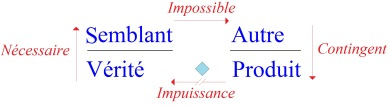 Impossible
Semblant Autre
Nécessaire Contingent
Vérité Produit
Impuissance